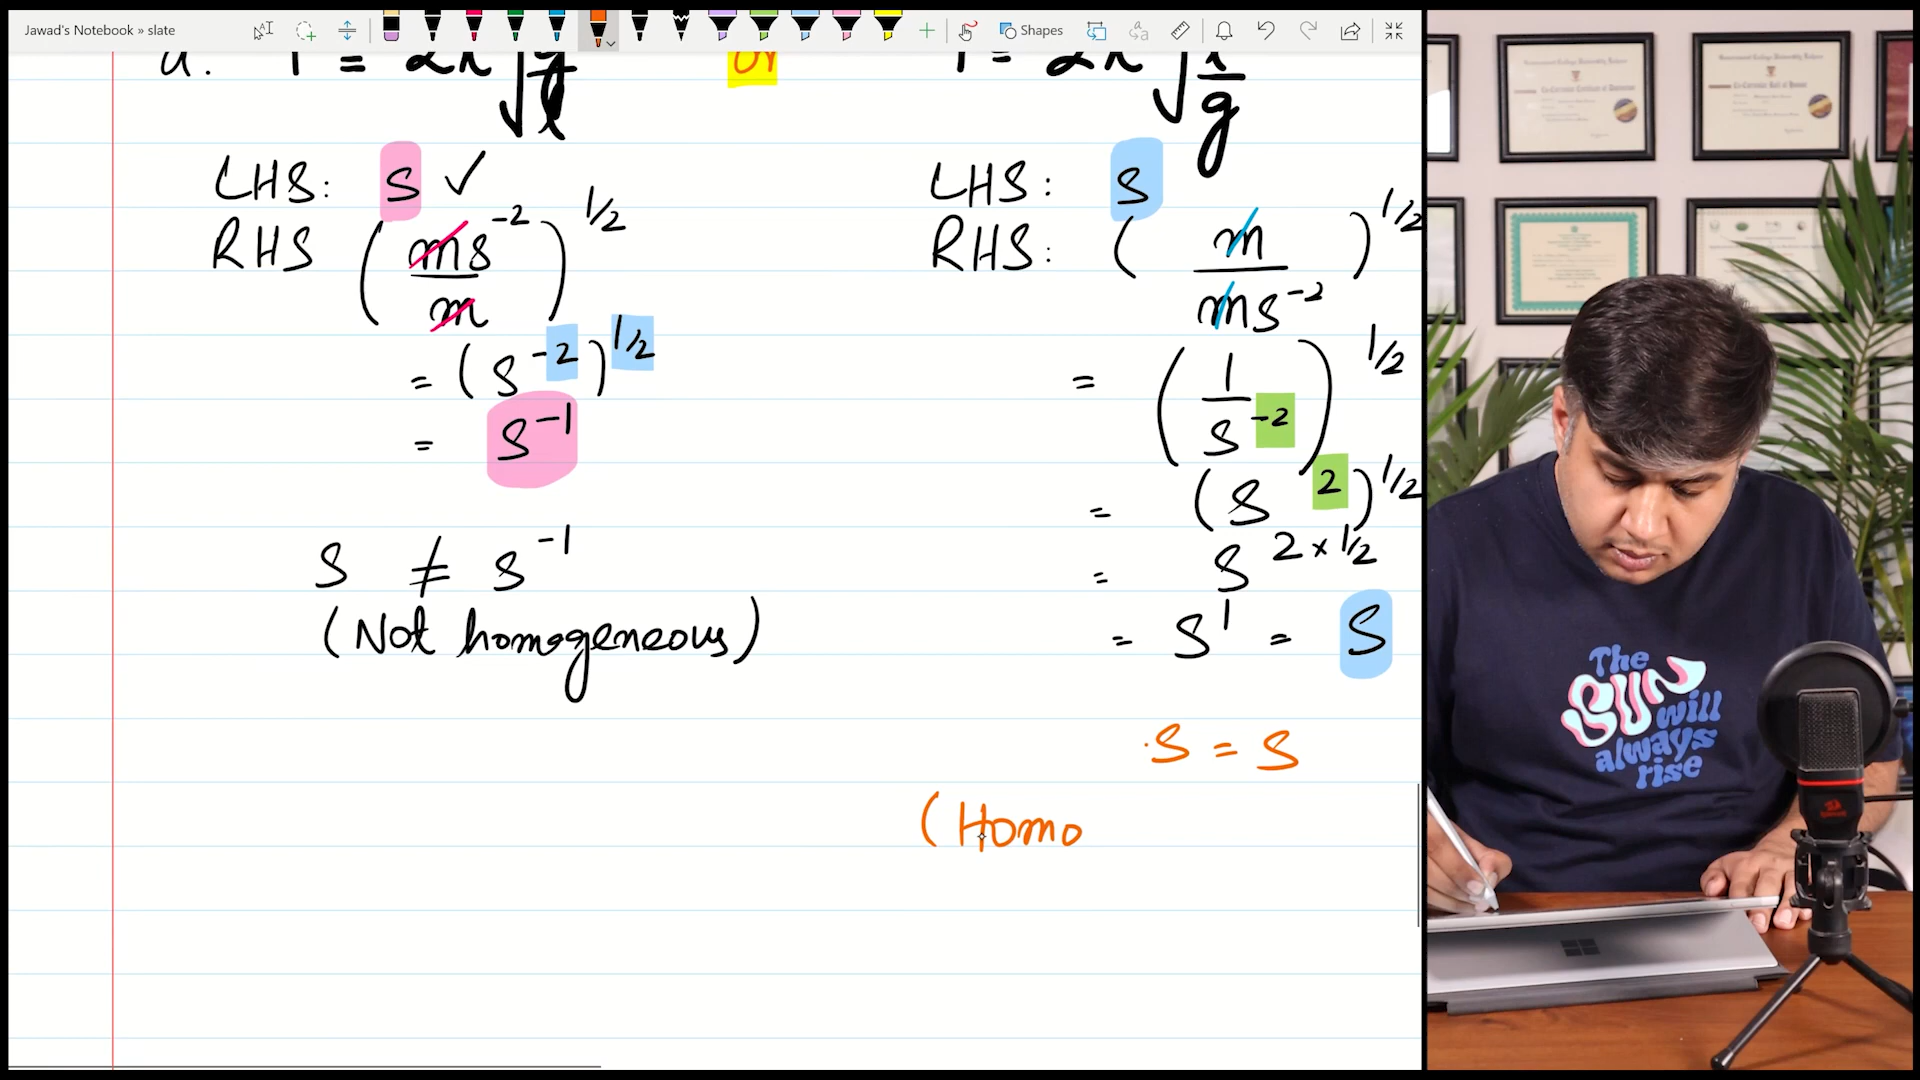 Jawad's Notebook » slate
Shapes
a. T = 2π√(g/l)
or
T = 2π√(l/g)
LHS: s ✓
RHS (ms⁻²/m)^1/2
= (s⁻²)^1/2
= s⁻¹
s ≠ s⁻¹
(Not homogeneous)
LHS: s
RHS: (m/ms⁻²)^1/2
= (1/s⁻²)^1/2
= (s²)^1/2
= s^2×1/2
= s¹ = s
s = s
(Homo
The
SUN
will
always
rise